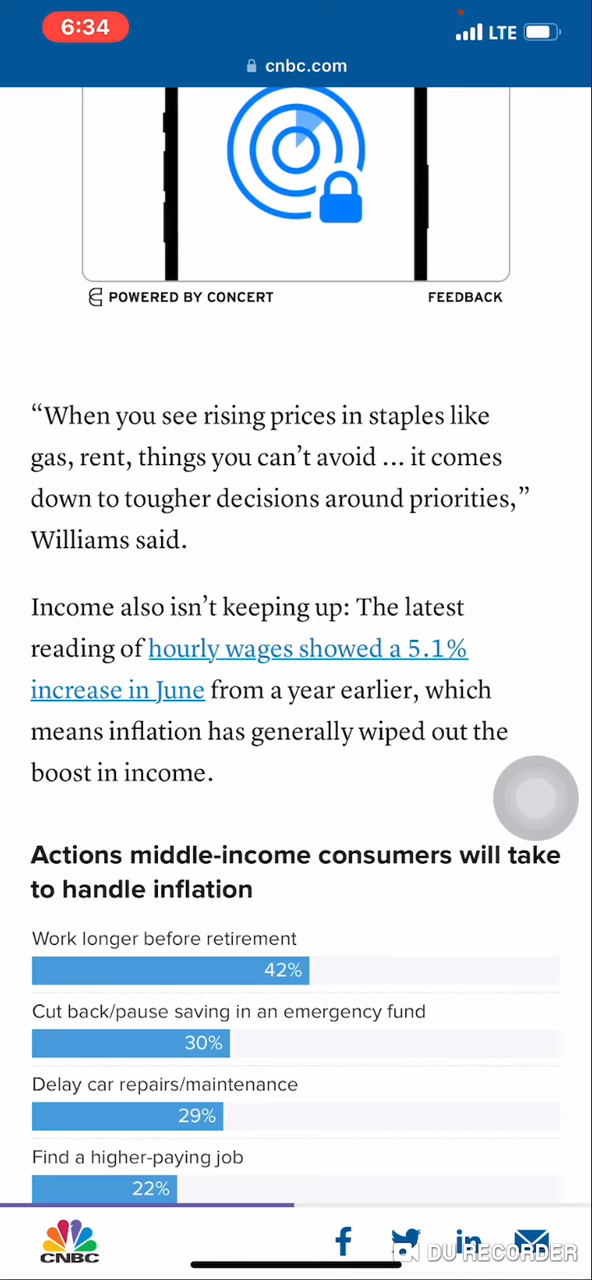 6:34
LTE
cnbc.com
POWERED BY CONCERT
FEEDBACK
“When you see rising prices in staples like
gas, rent, things you can’t avoid ... it comes
down to tougher decisions around priorities,”
Williams said.
Income also isn’t keeping up: The latest
reading of hourly wages showed a 5.1%
increase in June from a year earlier, which
means inflation has generally wiped out the
boost in income.
Actions middle-income consumers will take
to handle inflation
Work longer before retirement
42%
Cut back/pause saving in an emergency fund
30%
Delay car repairs/maintenance
29%
Find a higher-paying job
22%
CNBC
f
in
DU RECORDER